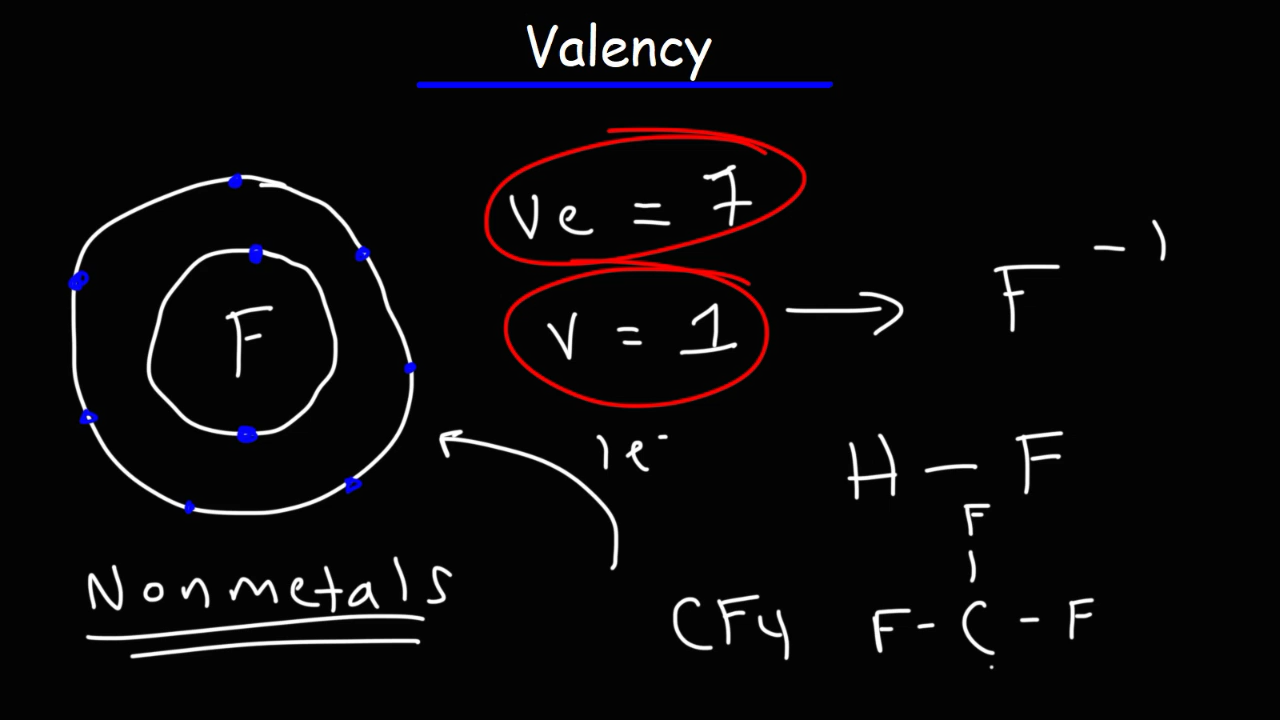 Valency
F
Ve = 7
V = 1 → F⁻¹
1e⁻
H - F
Nonmetals
CF4
F
|
F - C - F